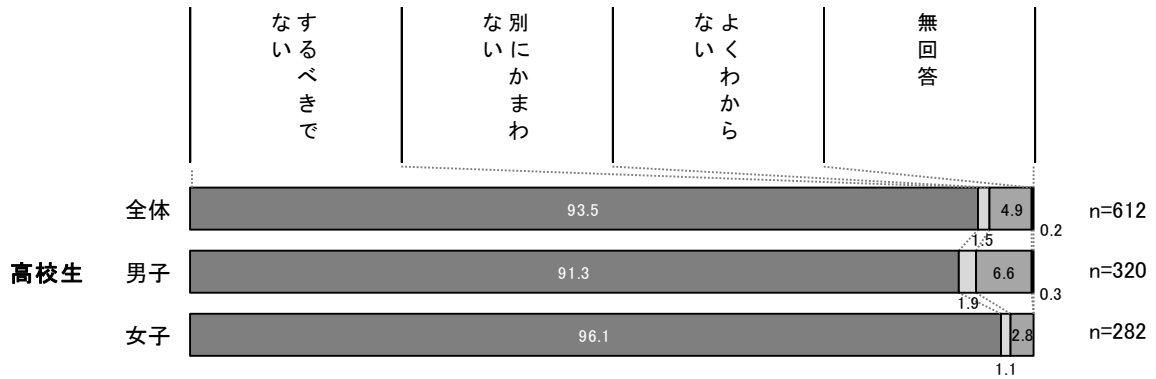 するべきで
ない
別にかまわ
ない
よくわから
ない
無回答
全体
93.5
4.9
n=612
1.5
0.2
高校生
男子
91.3
6.6
n=320
1.9
0.3
女子
96.1
2.8
n=282
1.1